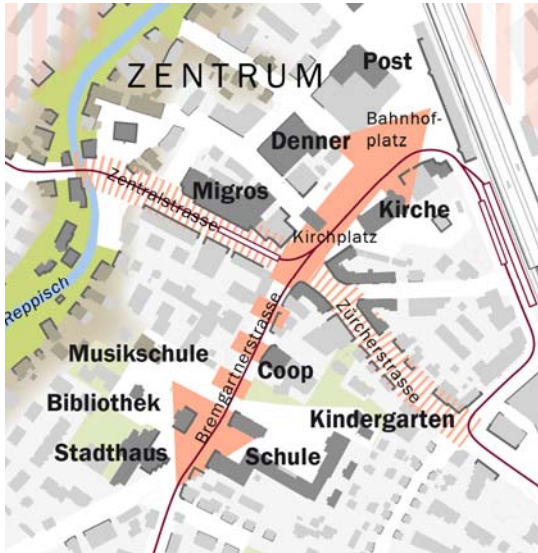 Post
ZENTRUM
Bahnhof-
platz
Denner
Zentralstrasse
Migros
Kirche
Kirchplatz
Reppisch
Zürcherstrasse
Bremgartnerstrasse
Musikschule
Coop
Bibliothek
Kindergarten
Stadthaus
Schule